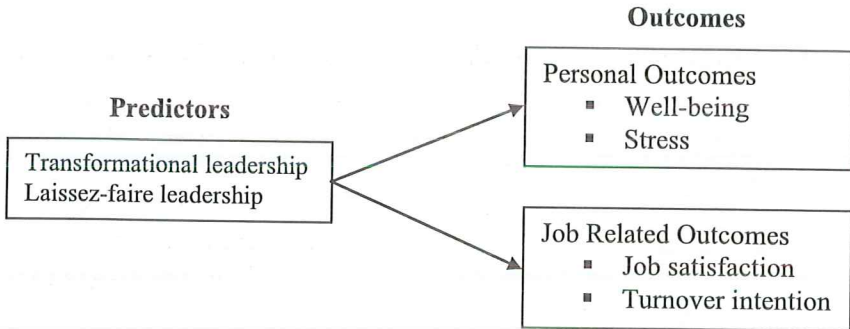 Predictors
Transformational leadership
Laissez-faire leadership
Outcomes
Personal Outcomes
▪ Well-being
▪ Stress
Job Related Outcomes
▪ Job satisfaction
▪ Turnover intention